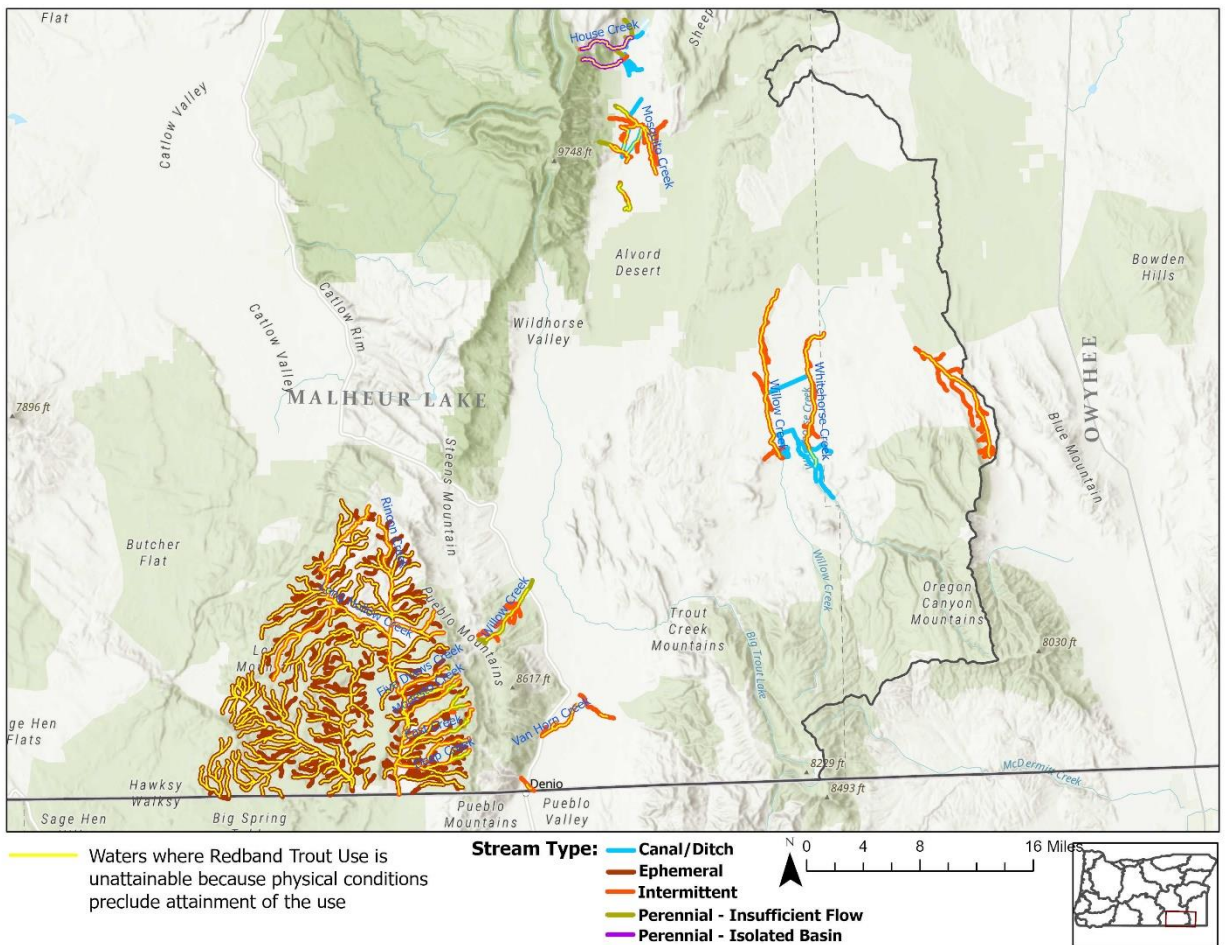 Flat
House Creek
Sheep
Catlow Valley
Mosquito Creek
9748 ft
Alvord
Desert
Bowden
Hills
Catlow Rim
Catlow Valley
Wildhorse
Valley
MALHEUR LAKE
OWYHEE
7896 ft
Willow Creek
Whitehorse Creek
Blue Mountain
Steens Mountain
Butcher
Flat
Willow Creek
Oregon
Canyon
Mountains
Pueblo Mountains
Willow Creek
Trout
Creek
Mountains
Big Trout Lake
8030 ft
8617 ft
Van Horn Creek
ge Hen
Flats
Hawksy
Walksy
Denio
8229 ft
McDermitt Creek
8493 ft
Sage Hen
Big Spring
Pueblo
Mountains
Pueblo
Valley
Waters where Redband Trout Use is
unattainable because physical conditions
preclude attainment of the use
Stream Type:
Canal/Ditch
Ephemeral
Intermittent
Perennial - Insufficient Flow
Perennial - Isolated Basin
N
0 4 8 16 Miles